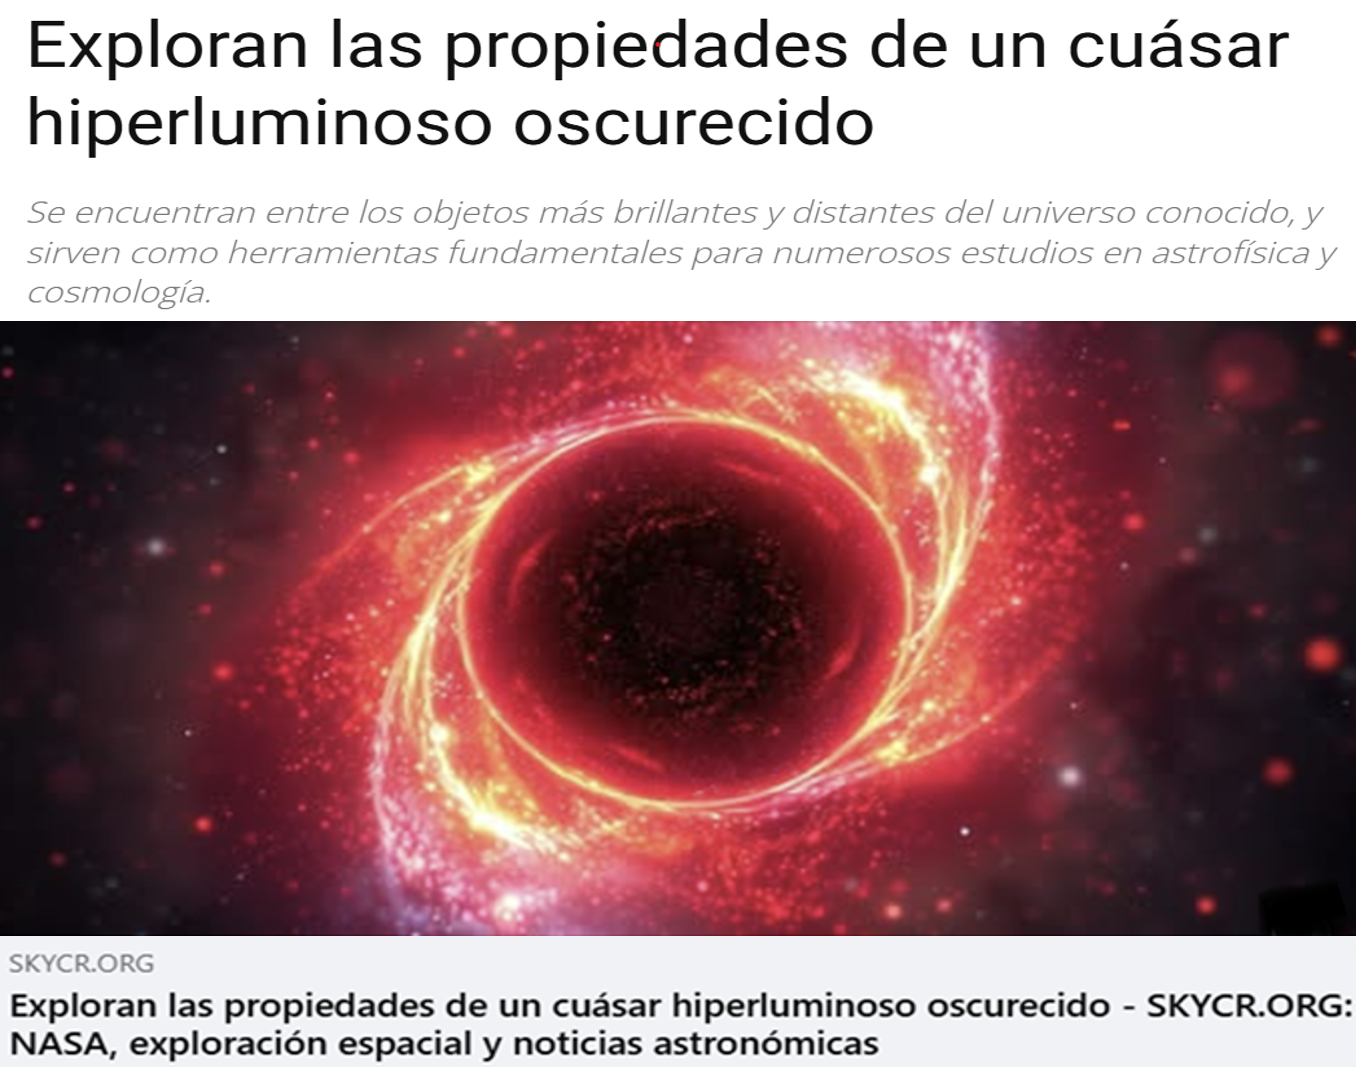 Exploran las propiedades de un cuásar
hiperluminoso oscurecido
Se encuentran entre los objetos más brillantes y distantes del universo conocido, y
sirven como herramientas fundamentales para numerosos estudios en astrofísica y
cosmología.
SKYCR.ORG
Exploran las propiedades de un cuásar hiperluminoso oscurecido - SKYCR.ORG:
NASA, exploración espacial y noticias astronómicas